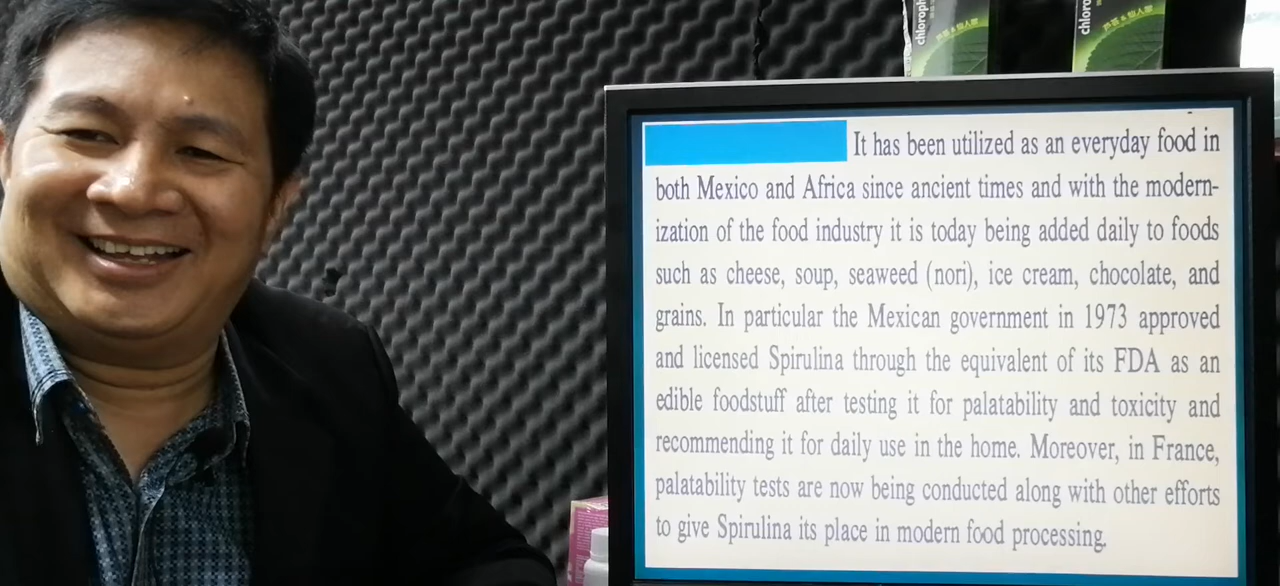 chloroph
chloro
It has been utilized as an everyday food in
both Mexico and Africa since ancient times and with the modern-
ization of the food industry it is today being added daily to foods
such as cheese, soup, seaweed (nori), ice cream, chocolate, and
grains. In particular the Mexican government in 1973 approved
and licensed Spirulina through the equivalent of its FDA as an
edible foodstuff after testing it for palatability and toxicity and
recommending it for daily use in the home. Moreover, in France,
palatability tests are now being conducted along with other efforts
to give Spirulina its place in modern food processing.